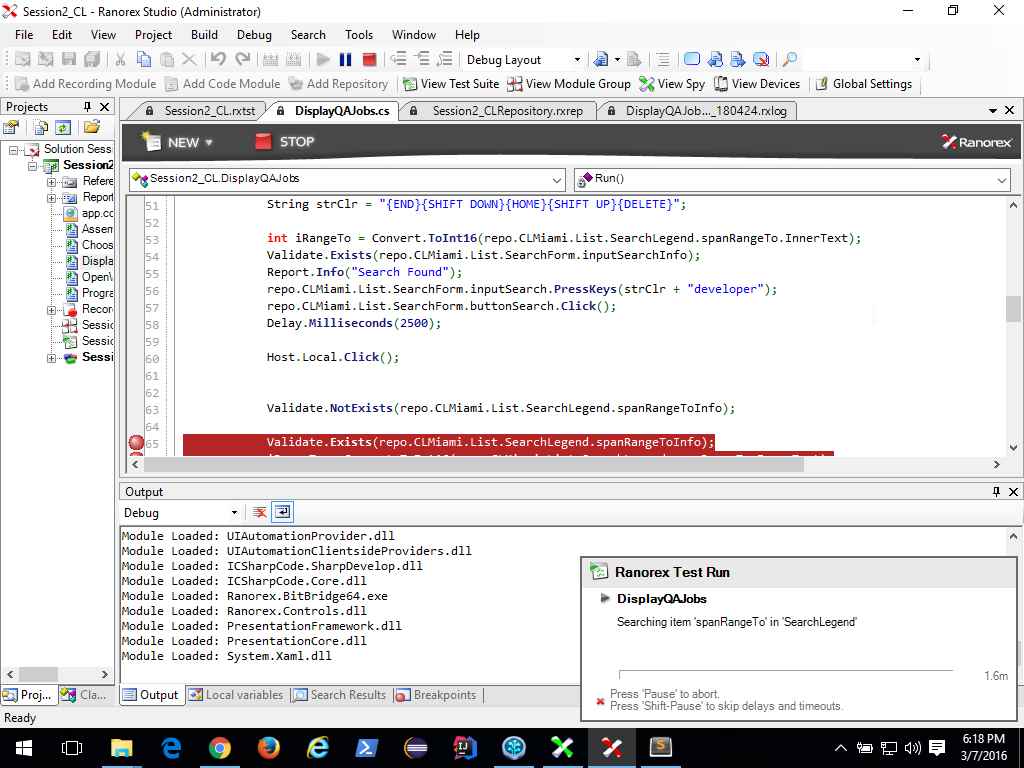 Session2_CL - Ranorex Studio (Administrator)
File Edit View Project Build Debug Search Tools Window Help
Debug Layout
Add Recording Module Add Code Module Add Repository View Test Suite View Module Group View Spy View Devices Global Settings
Projects
Session2_CL.rxtst DisplayQAJobs.cs Session2_CLRepository.rxrep DisplayQAJob..._180424.rxlog
NEW STOP Ranorex
Solution Sess
Session2
Refere
Report
app.co
Assem
Choos
Displa
Open\
Progra
Recor
Sessic
Sessic
Sessi
Session2_CL.DisplayQAJobs Run()
51 String strClr = "{END}{SHIFT DOWN}{HOME}{SHIFT UP}{DELETE}";
52
53 int iRangeTo = Convert.ToInt16(repo.CLMiami.List.SearchLegend.spanRangeTo.InnerText);
54 Validate.Exists(repo.CLMiami.List.SearchForm.inputSearchInfo);
55 Report.Info("Search Found");
56 repo.CLMiami.List.SearchForm.inputSearch.PressKeys(strClr + "developer");
57 repo.CLMiami.List.SearchForm.buttonSearch.Click();
58 Delay.Milliseconds(2500);
59
60 Host.Local.Click();
61
62
63 Validate.NotExists(repo.CLMiami.List.SearchLegend.spanRangeToInfo);
64
65 Validate.Exists(repo.CLMiami.List.SearchLegend.spanRangeToInfo);
Output
Debug
Module Loaded: UIAutomationProvider.dll
Module Loaded: UIAutomationClientsideProviders.dll
Module Loaded: ICSharpCode.SharpDevelop.dll
Module Loaded: ICSharpCode.Core.dll
Module Loaded: Ranorex.BitBridge64.exe
Module Loaded: Ranorex.Controls.dll
Module Loaded: PresentationFramework.dll
Module Loaded: PresentationCore.dll
Module Loaded: System.Xaml.dll
Ranorex Test Run
DisplayQAJobs
Searching item 'spanRangeTo' in 'SearchLegend'
1.6m
Press 'Pause' to abort.
Press 'Shift-Pause' to skip delays and timeouts.
Proj... Cla... Output Local variables Search Results Breakpoints
Ready
6:18 PM
3/7/2016